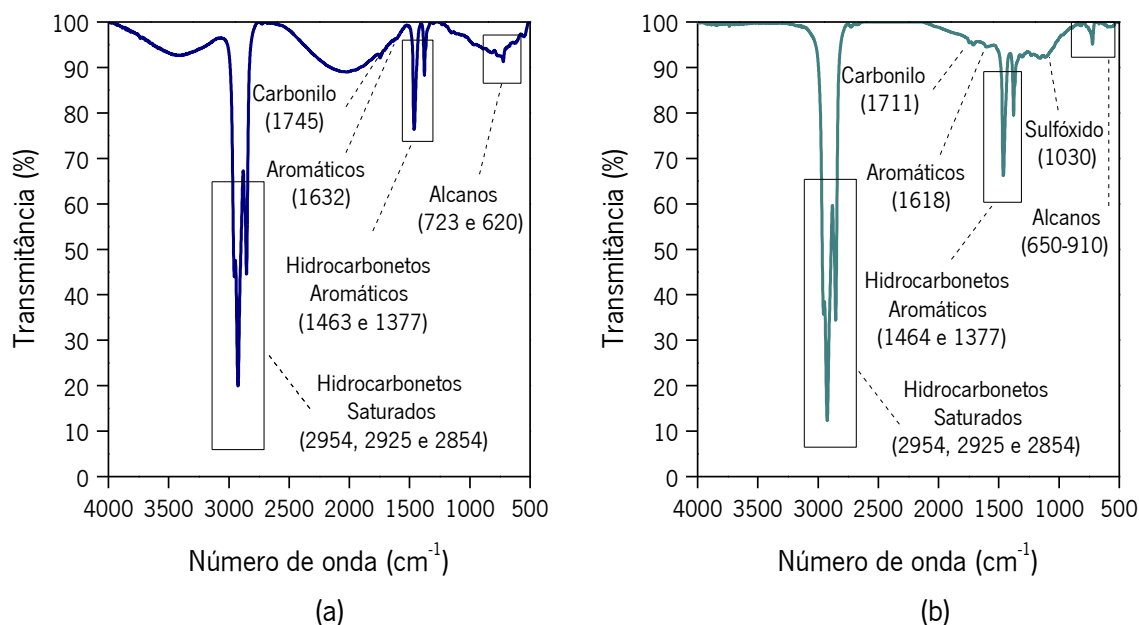 100
90
80
70
60
50
40
30
20
10
0
Transmitância (%)
4000 3500 3000 2500 2000 1500 1000 500
Número de onda (cm-1)
Carbonilo
(1745)
Aromáticos
(1632)
Alcanos
(723 e 620)
Hidrocarbonetos
Aromáticos
(1463 e 1377)
Hidrocarbonetos
Saturados
(2954, 2925 e 2854)
(a)
100
90
80
70
60
50
40
30
20
10
0
Transmitância (%)
4000 3500 3000 2500 2000 1500 1000 500
Número de onda (cm-1)
Carbonilo
(1711)
Sulfóxido
(1030)
Aromáticos
(1618)
Alcanos
(650-910)
Hidrocarbonetos
Aromáticos
(1464 e 1377)
Hidrocarbonetos
Saturados
(2954, 2925 e 2854)
(b)